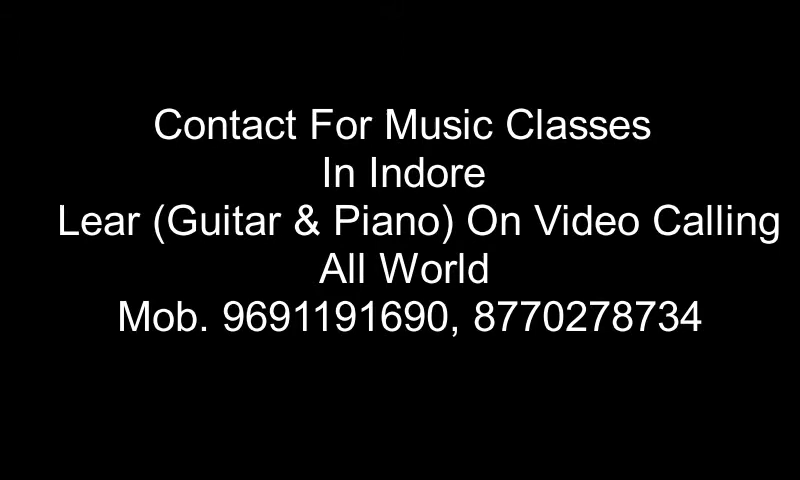 Contact For Music Classes
In Indore
Lear (Guitar & Piano) On Video Calling
All World
Mob. 9691191690, 8770278734